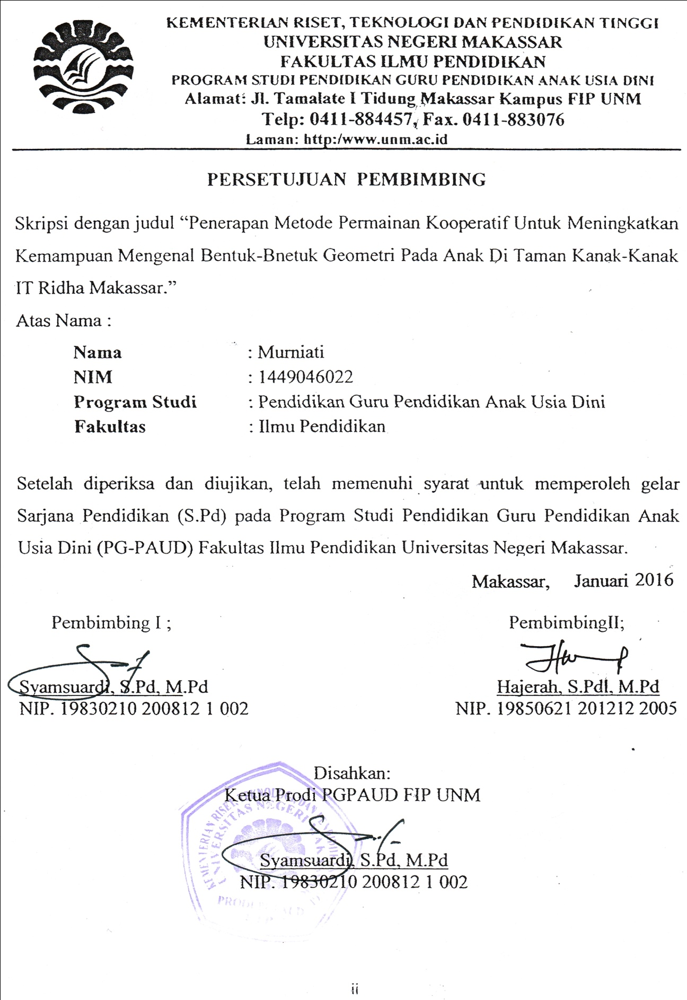 KEMENTERIAN RISET, TEKNOLOGI DAN PENDIDIKAN TINGGI
UNIVERSITAS NEGERI MAKASSAR
FAKULTAS ILMU PENDIDIKAN
PROGRAM STUDI PENDIDIKAN GURU PENDIDIKAN ANAK USIA DINI
Alamat: Jl. Tamalate I Tidung Makassar Kampus FIP UNM
Telp: 0411-884457, Fax. 0411-883076
Laman: http:/www.unm.ac.id
PERSETUJUAN PEMBIMBING
Skripsi dengan judul “Penerapan Metode Permainan Kooperatif Untuk Meningkatkan
Kemampuan Mengenal Bentuk-Bnetuk Geometri Pada Anak Di Taman Kanak-Kanak
IT Ridha Makassar.”
Atas Nama :
Nama : Murniati
NIM : 1449046022
Program Studi : Pendidikan Guru Pendidikan Anak Usia Dini
Fakultas : Ilmu Pendidikan
Setelah diperiksa dan diujikan, telah memenuhi syarat untuk memperoleh gelar
Sarjana Pendidikan (S.Pd) pada Program Studi Pendidikan Guru Pendidikan Anak
Usia Dini (PG-PAUD) Fakultas Ilmu Pendidikan Universitas Negeri Makassar.
Makassar, Januari 2016
Pembimbing I ; PembimbingII;
Syamsuardi, S.Pd, M.Pd Hajerah, S.PdI, M.Pd
NIP. 19830210 200812 1 002 NIP. 19850621 201212 2005
Disahkan:
Ketua Prodi PGPAUD FIP UNM
KEMENTERIAN RISET, TEKNOLOGI DAN
UNIVERSITAS NEGERI
Syamsuardi, S.Pd, M.Pd
NIP. 19830210 200812 1 002
PRODI
ii